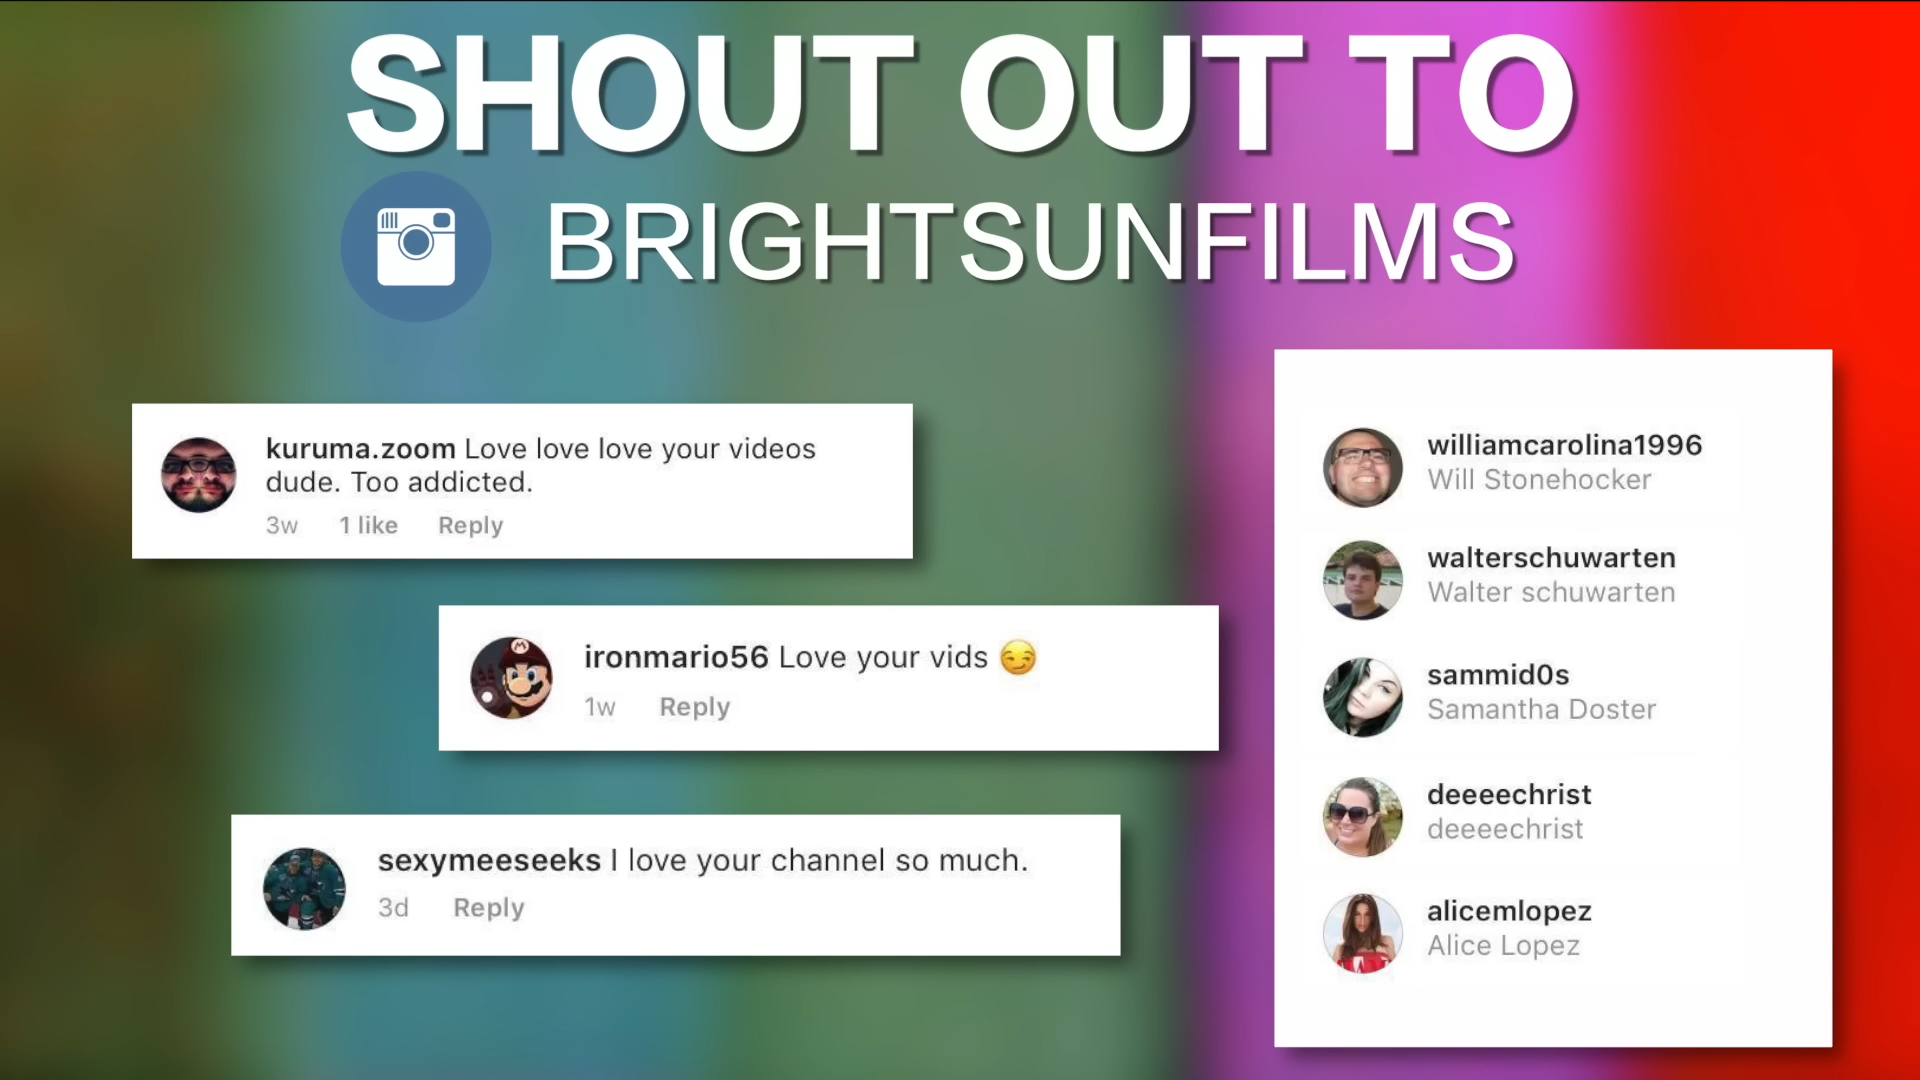 SHOUT OUT TO
BRIGHTSUNFILMS
kuruma.zoom Love love love your videos
dude. Too addicted.
3w 1 like Reply
ironmario56 Love your vids 😏
1w Reply
sexymeeseeks I love your channel so much.
3d Reply
williamcarolina1996
Will Stonehocker
walterschuwarten
Walter schuwarten
sammid0s
Samantha Doster
deeeechrist
deeeechrist
alicemlopez
Alice Lopez